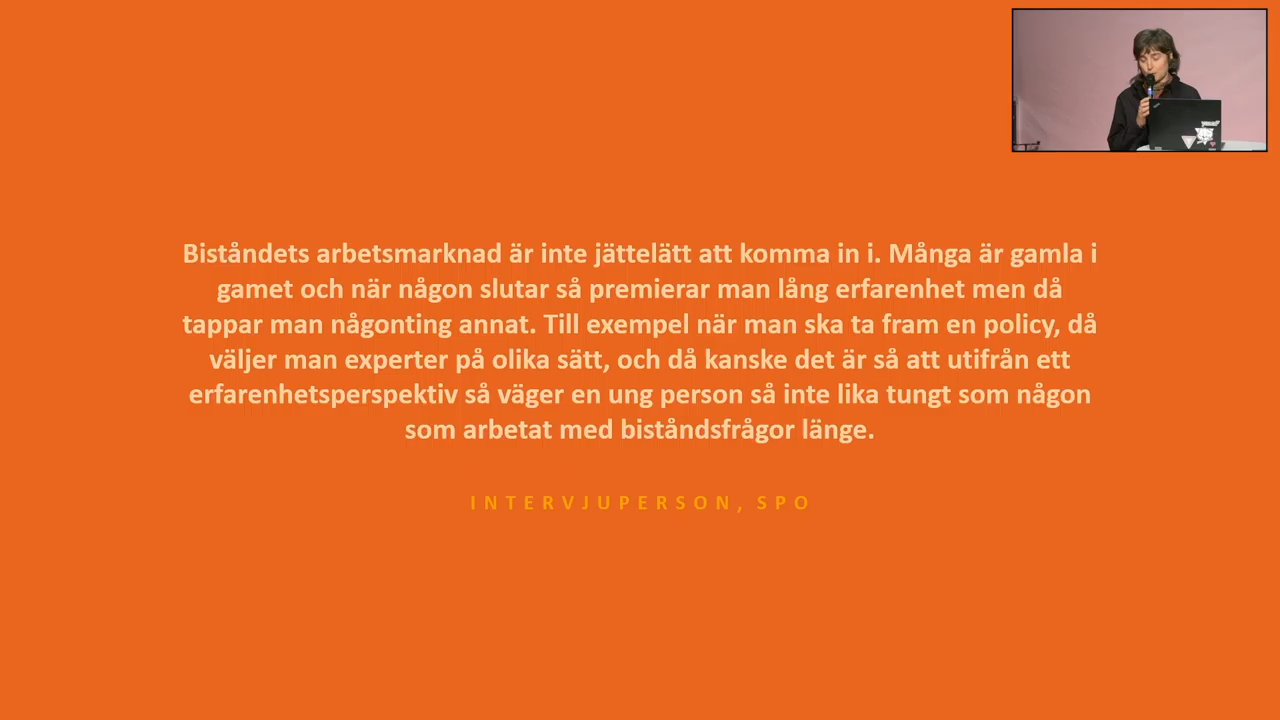 Biståndets arbetsmarknad är inte jättelätt att komma in i. Många är gamla i
gamet och när någon slutar så premierar man lång erfarenhet men då
tappar man någonting annat. Till exempel när man ska ta fram en policy, då
väljer man experter på olika sätt, och då kanske det är så att utifrån ett
erfarenhetsperspektiv så väger en ung person så inte lika tungt som någon
som arbetat med biståndsfrågor länge.
INTERVJUPERSON, SPO